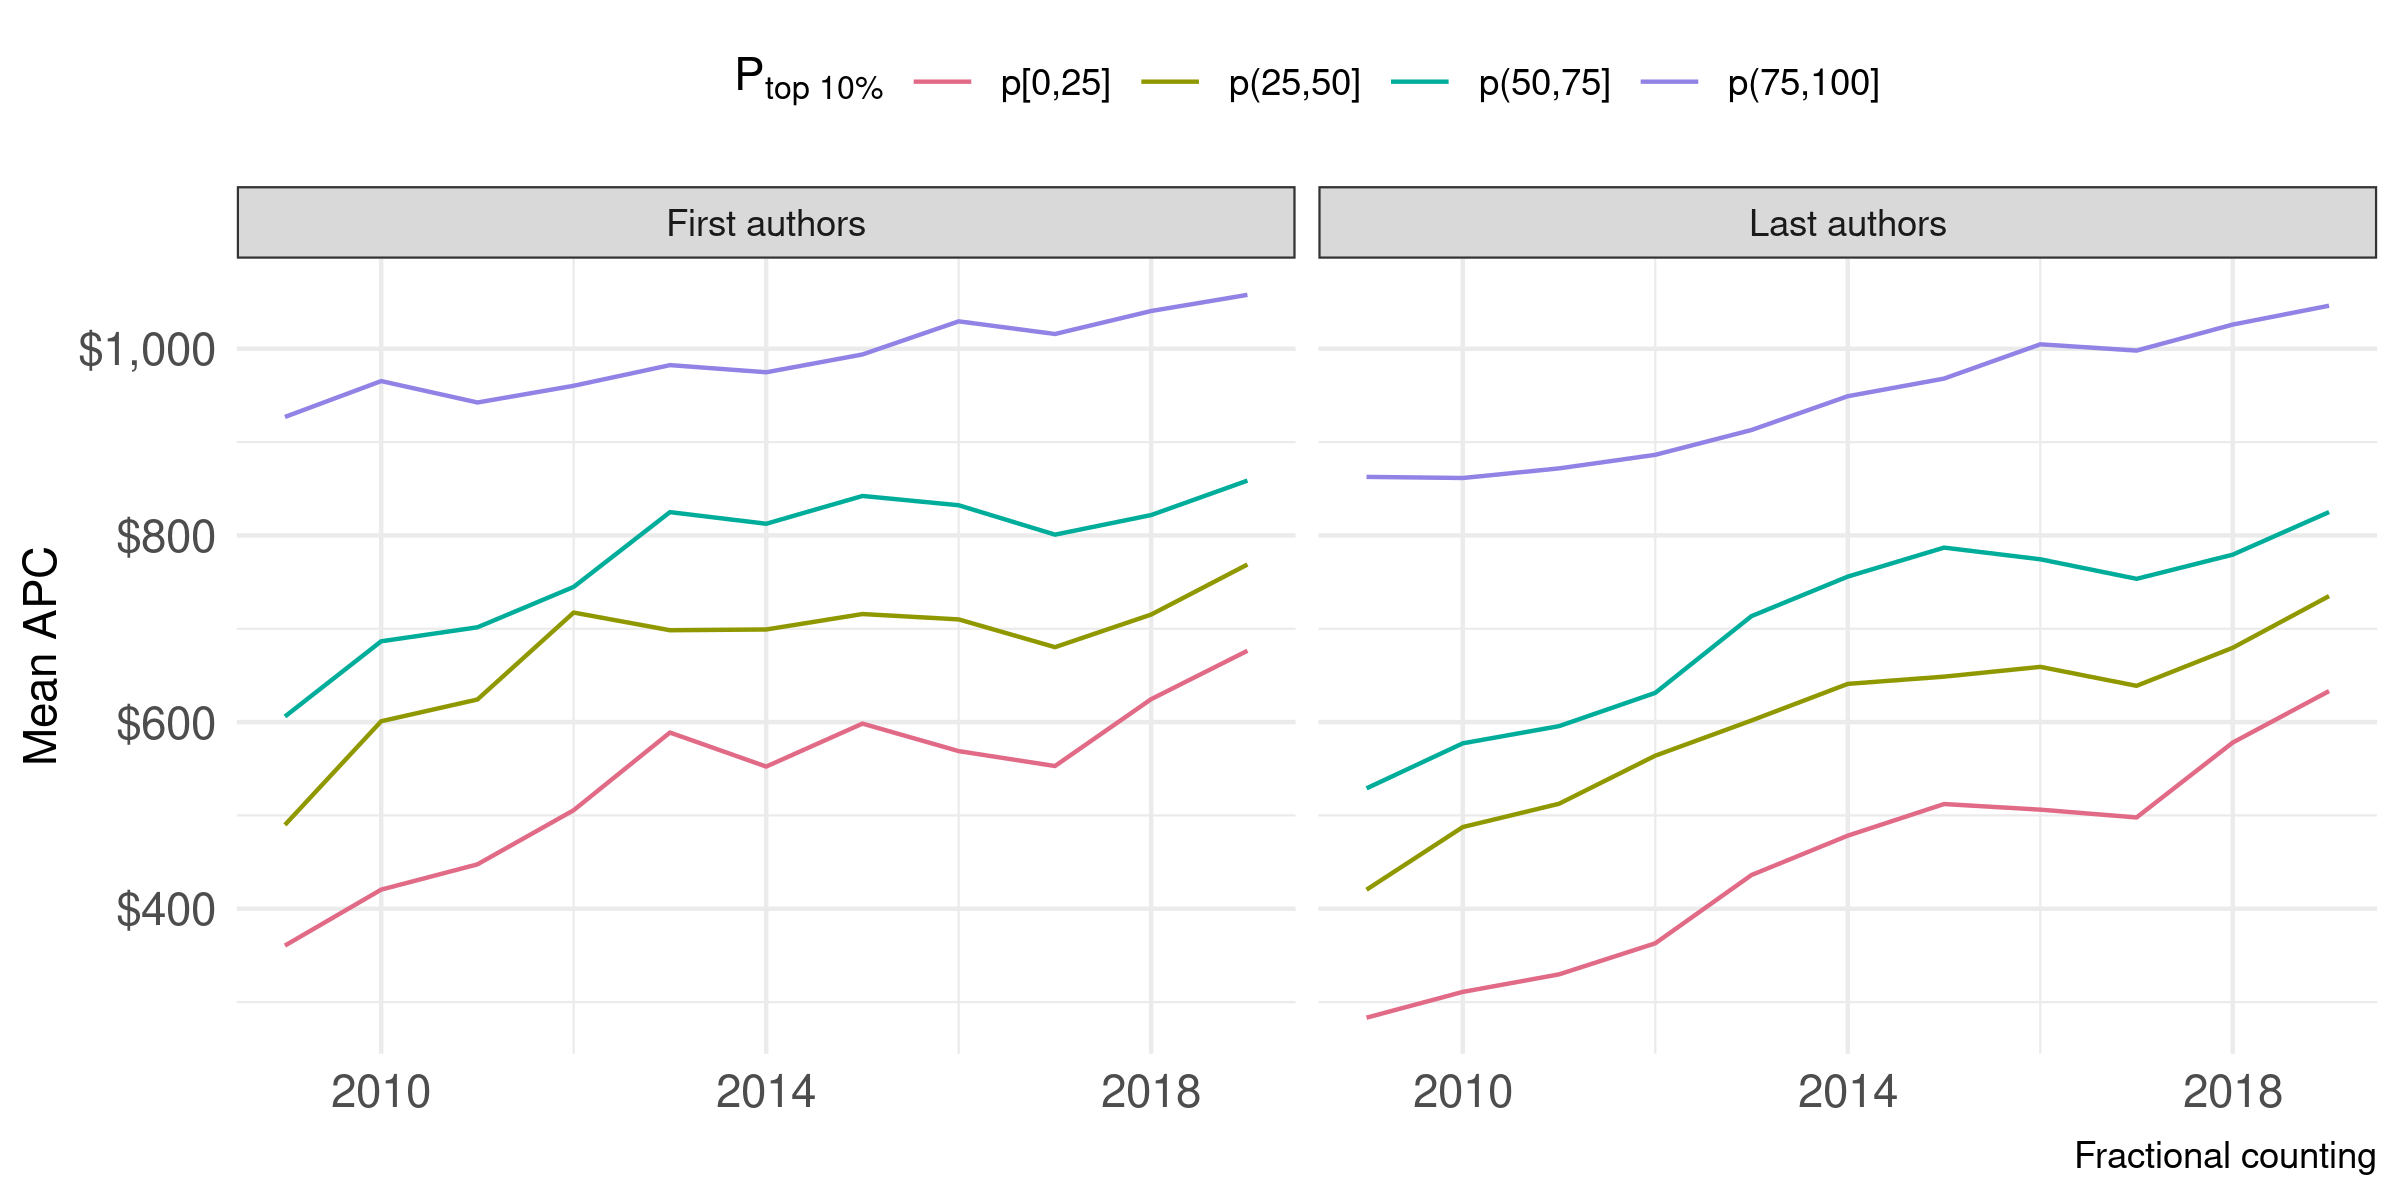 P top 10% p[0,25] p(25,50] p(50,75] p(75,100]
First authors Last authors
Mean APC
$1,000
$800
$600
$400
2010 2014 2018 2010 2014 2018
Fractional counting